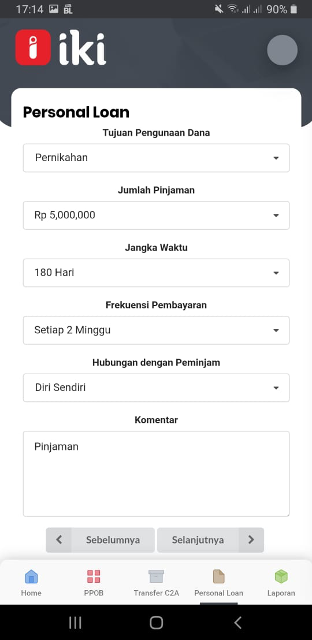 17:14
90%
iki
Personal Loan
Tujuan Pengunaan Dana
Pernikahan
Jumlah Pinjaman
Rp 5,000,000
Jangka Waktu
180 Hari
Frekuensi Pembayaran
Setiap 2 Minggu
Hubungan dengan Peminjam
Diri Sendiri
Komentar
Pinjaman
Sebelumnya Selanjutnya
Home PPOB Transfer C2A Personal Loan Laporan